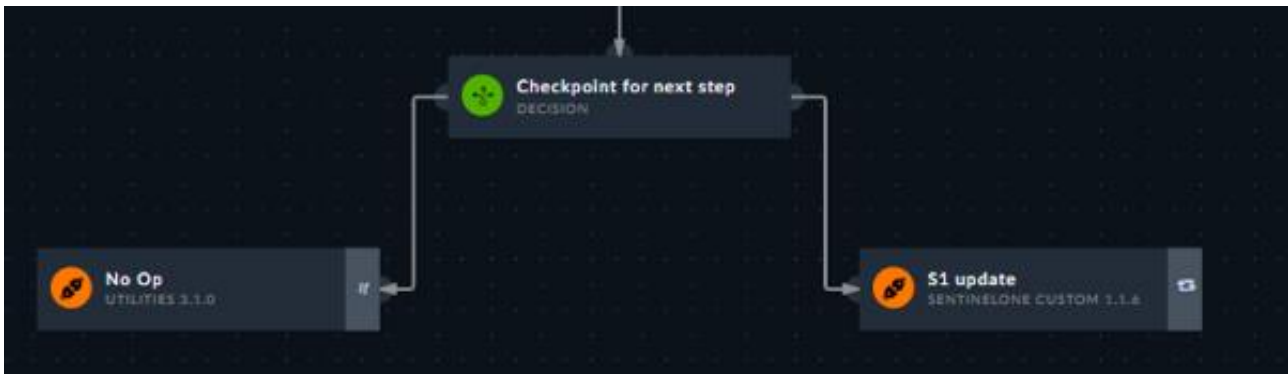 Checkpoint for next step
DECISION
No Op
UTILITIES 3.1.0
S1 update
SENTINELONE CUSTOM 1.1.6